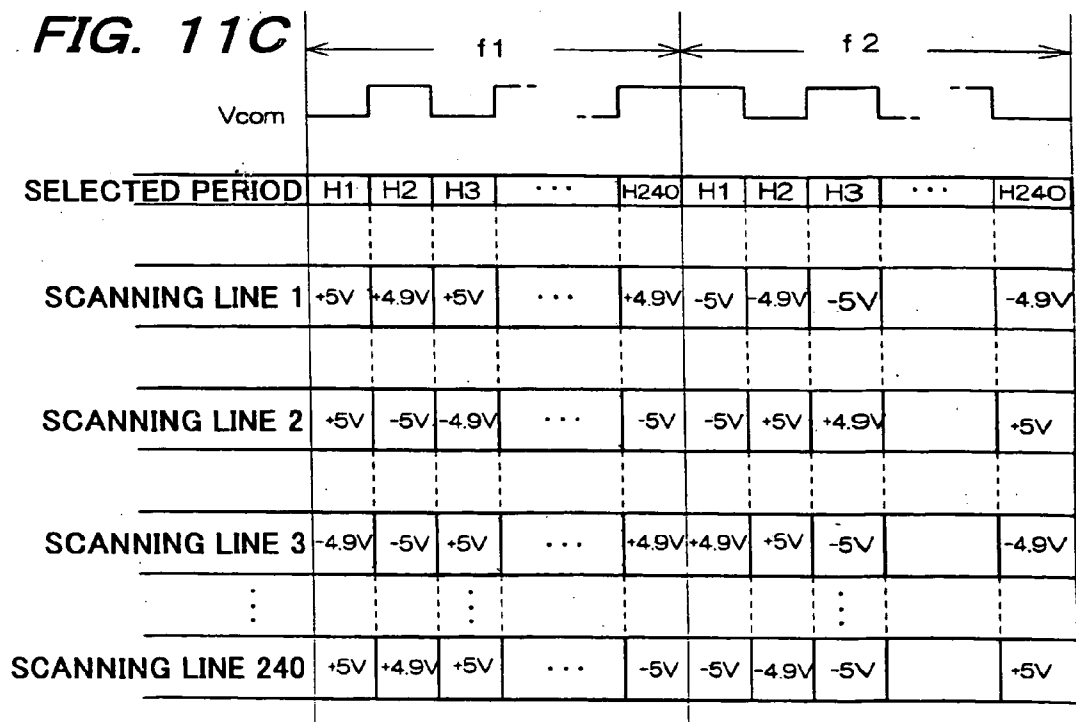 FIG. 11C
f1 f2
Vcom
SELECTED PERIOD H1 H2 H3 ··· H240 H1 H2 H3 ··· H240
SCANNING LINE 1 +5V +4.9V +5V ··· +4.9V -5V -4.9V -5V -4.9V
SCANNING LINE 2 +5V -5V -4.9V ··· -5V -5V +5V +4.9V +5V
SCANNING LINE 3 -4.9V -5V +5V ··· +4.9V +4.9V +5V -5V -4.9V
SCANNING LINE 240 +5V +4.9V +5V ··· -5V -5V -4.9V -5V +5V